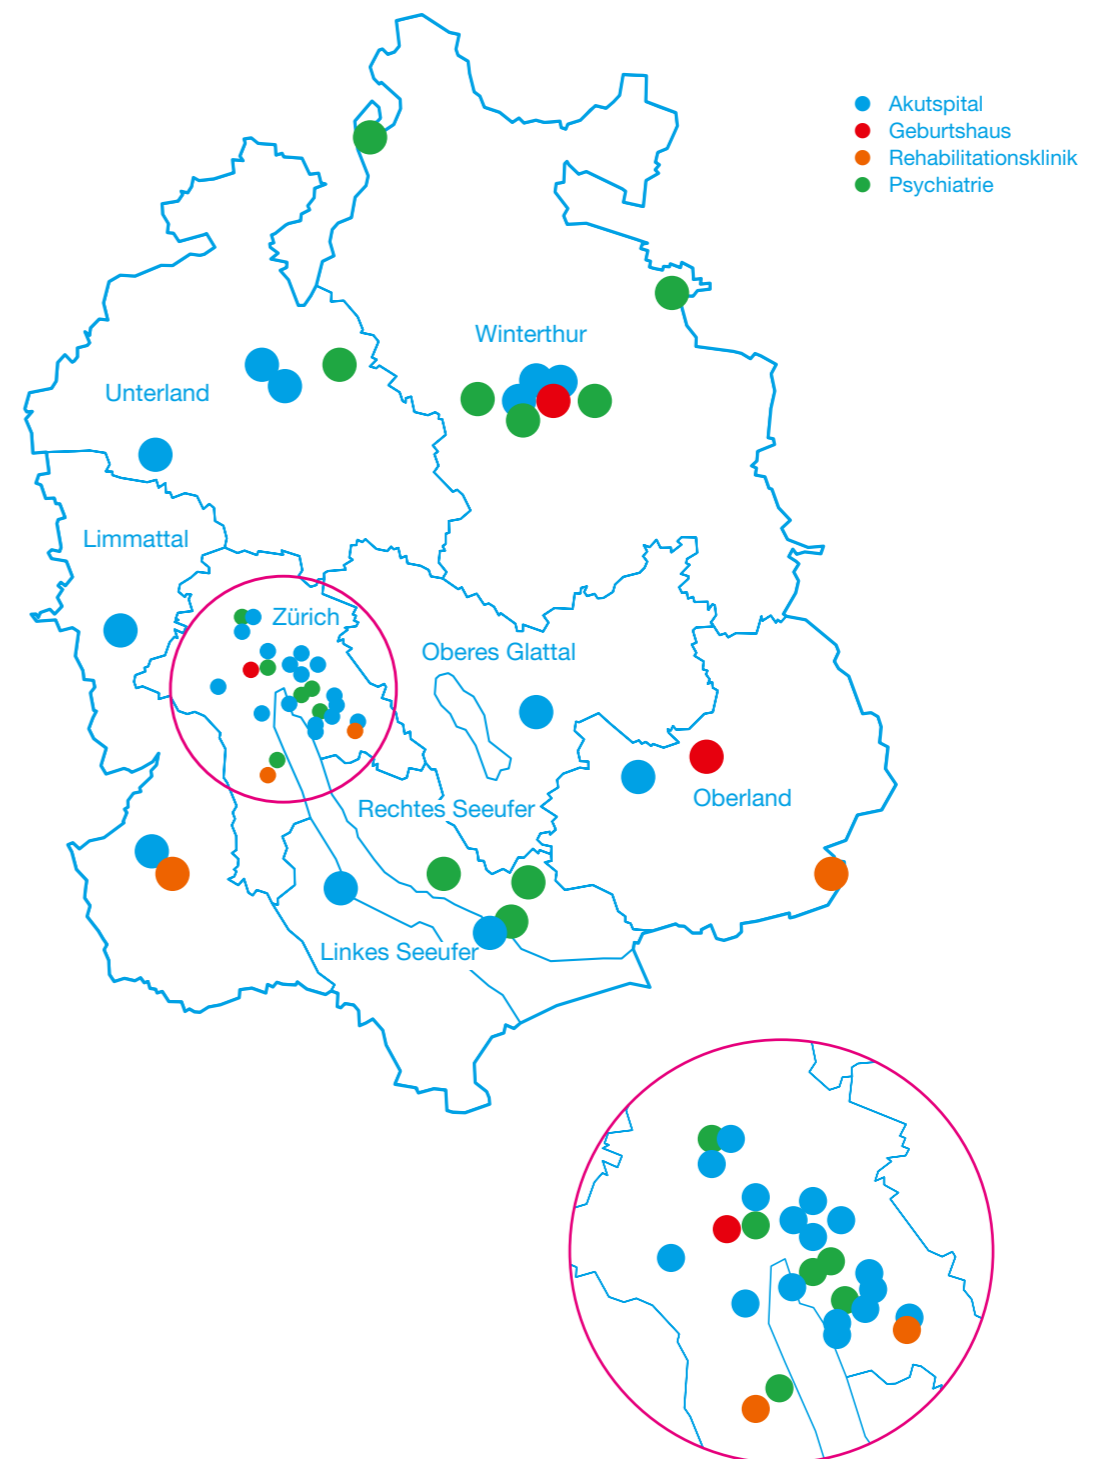 Akutspital
Geburtshaus
Rehabilitationsklinik
Psychiatrie
Winterthur
Unterland
Limmattal
Zürich
Oberes Glattal
Oberland
Rechtes Seeufer
Linkes Seeufer